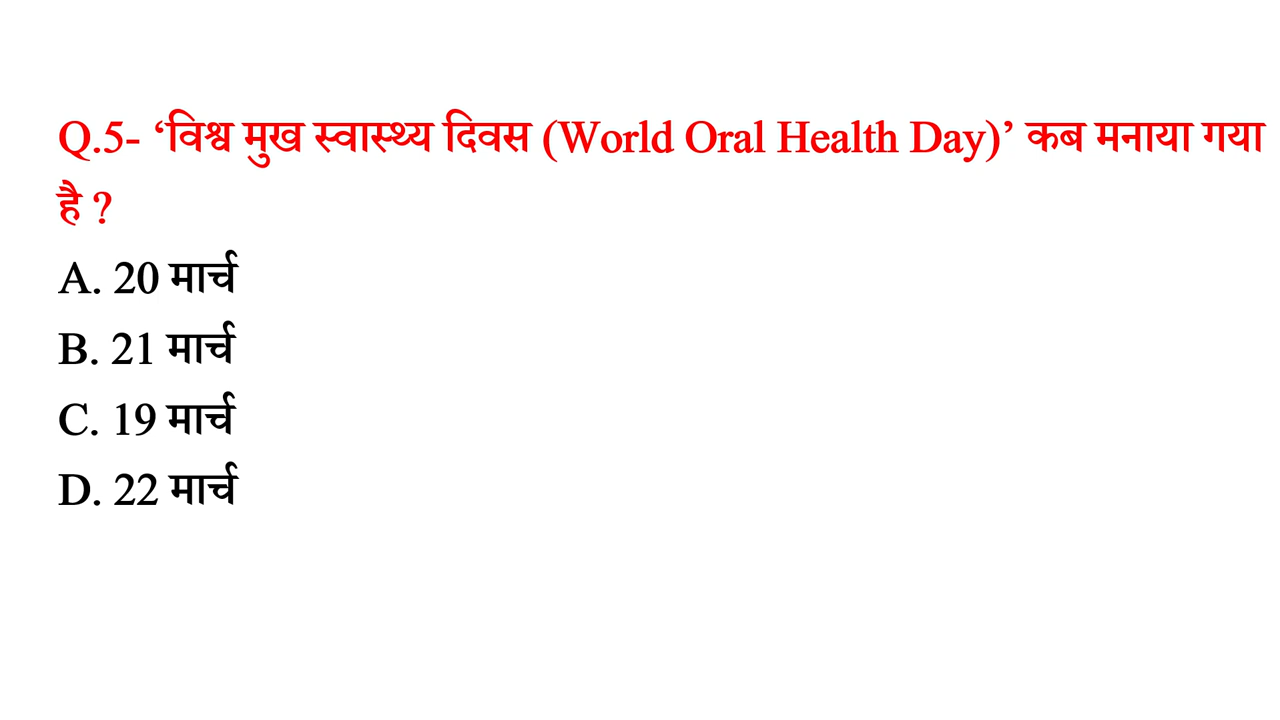 Q.5- ‘विश्व मुख स्वास्थ्य दिवस (World Oral Health Day)’ कब मनाया गया
है ?
A. 20 मार्च
B. 21 मार्च
C. 19 मार्च
D. 22 मार्च